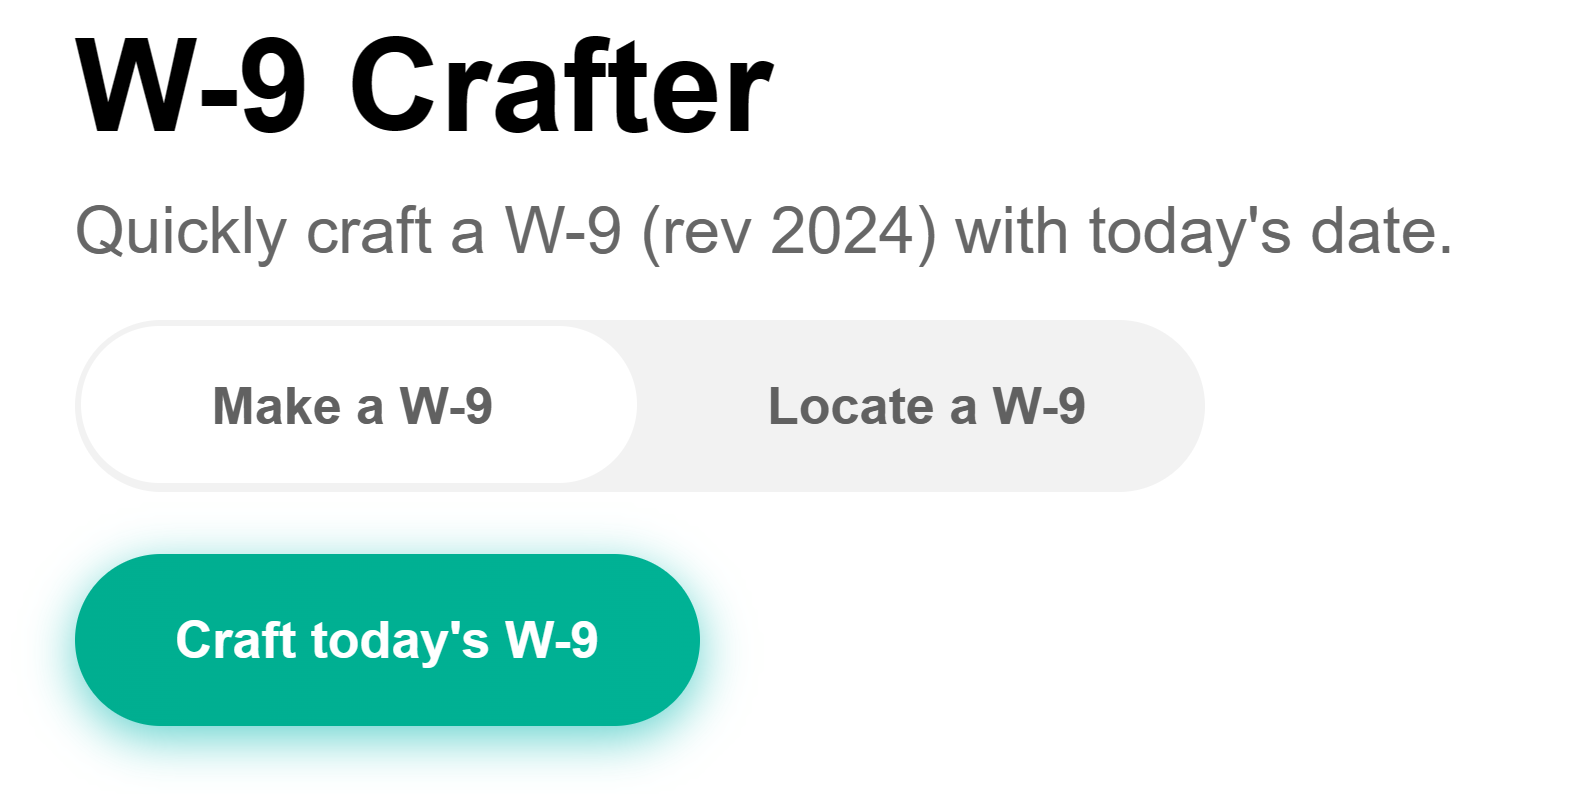 W-9 Crafter
Quickly craft a W-9 (rev 2024) with today's date.
Make a W-9
Locate a W-9
Craft today's W-9